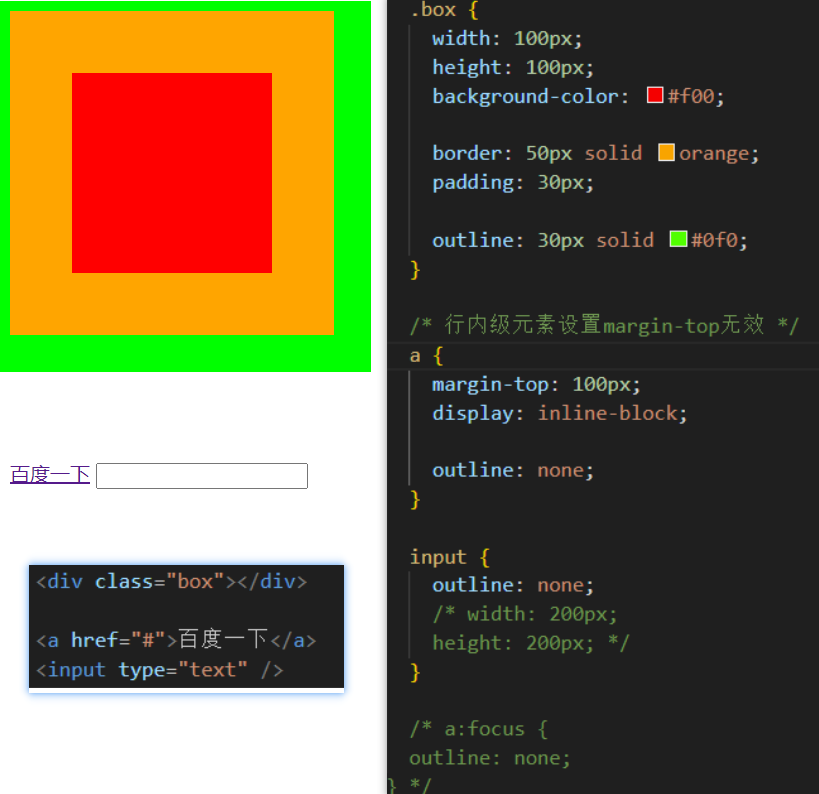 百度一下
<div class="box"></div>
<a href="#">百度一下</a>
<input type="text" />
.box {
width: 100px;
height: 100px;
background-color: #f00;
border: 50px solid orange;
padding: 30px;
outline: 30px solid #0f0;
}
/* 行内级元素设置margin-top无效 */
a {
margin-top: 100px;
display: inline-block;
outline: none;
}
input {
outline: none;
/* width: 200px;
height: 200px; */
}
/* a:focus {
outline: none;
} */